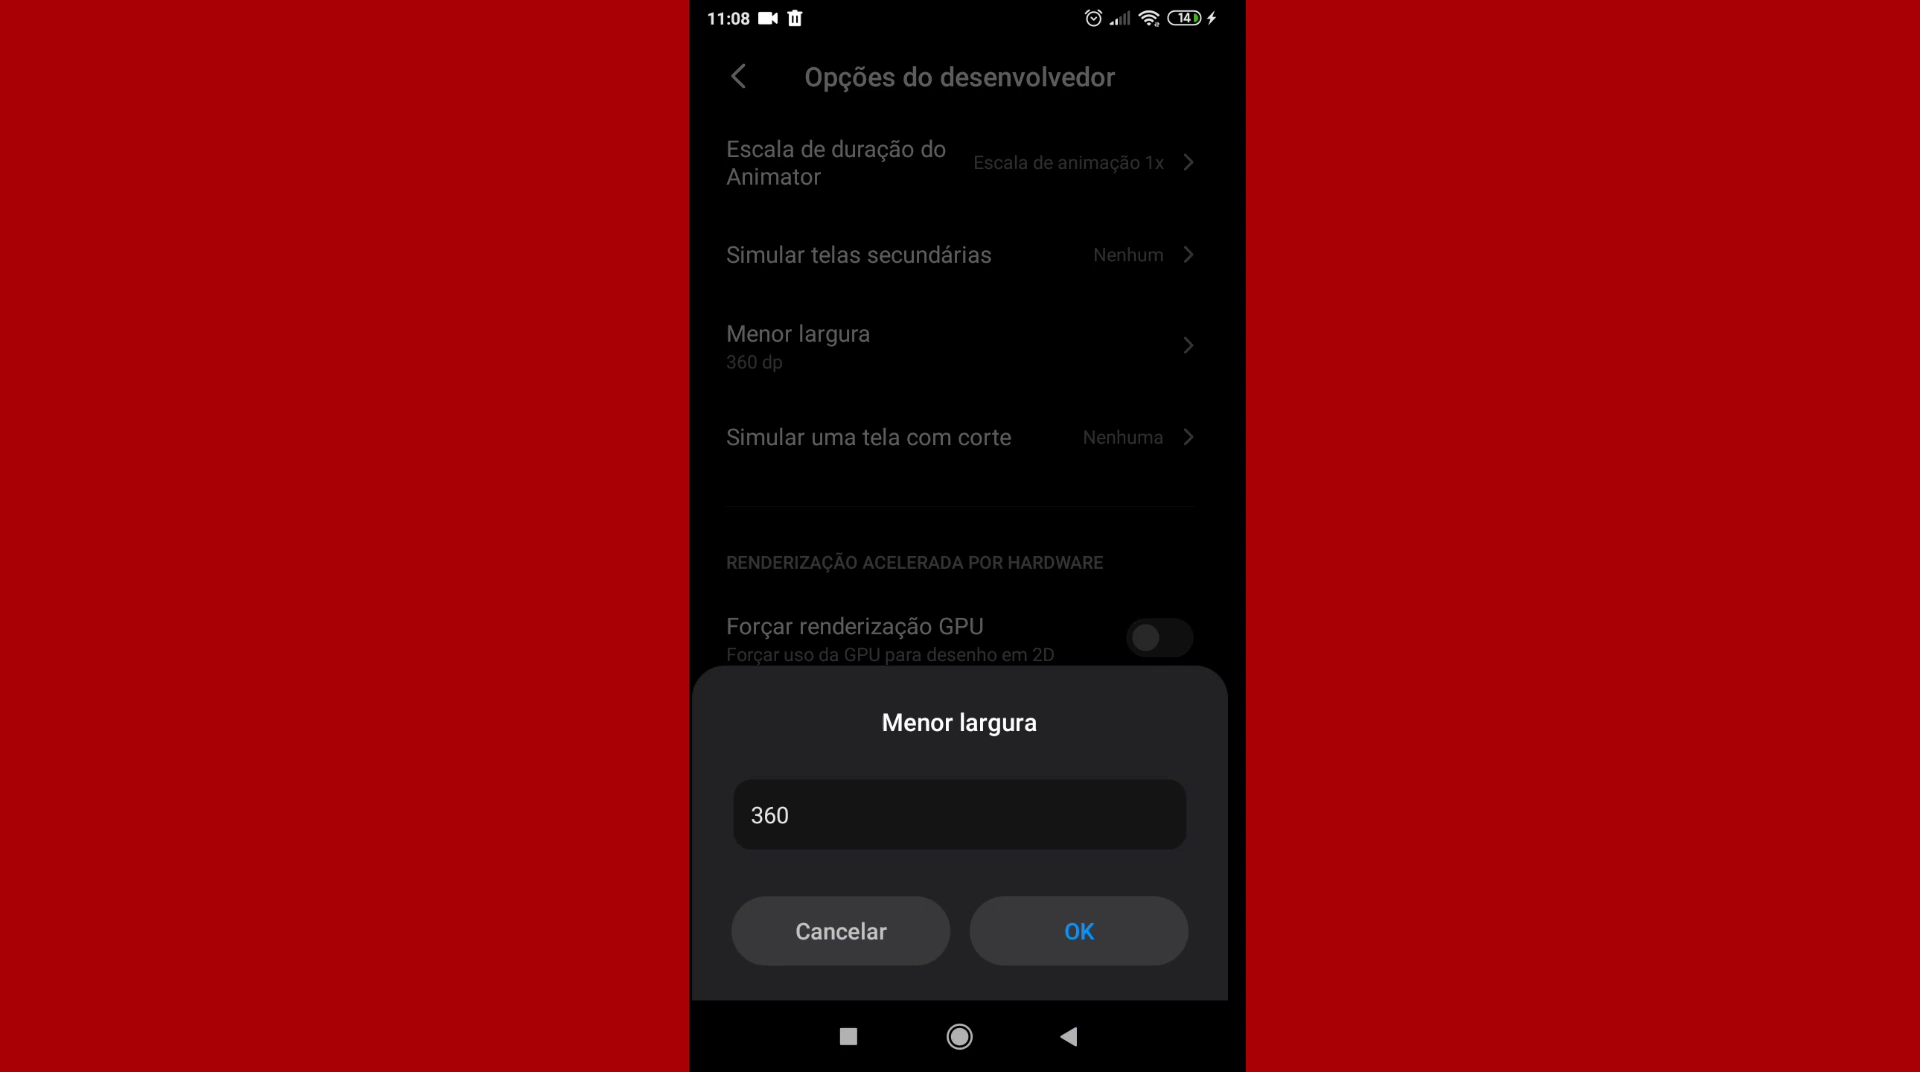 11:08 14
Opções do desenvolvedor
Escala de duração do
Animator
Escala de animação 1x
Simular telas secundárias Nenhum
Menor largura
360 dp
Simular uma tela com corte Nenhuma
RENDERIZAÇÃO ACELERADA POR HARDWARE
Forçar renderização GPU
Forçar uso da GPU para desenho em 2D
Menor largura
360
Cancelar OK